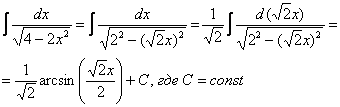 ∫ dx/√(4−2x²) = ∫ dx/√(2²−(√2x)²) = 1/√2 ∫ d(√2x)/√(2²−(√2x)²) =
= 1/√2 arcsin(√2x/2) + C, где C = const